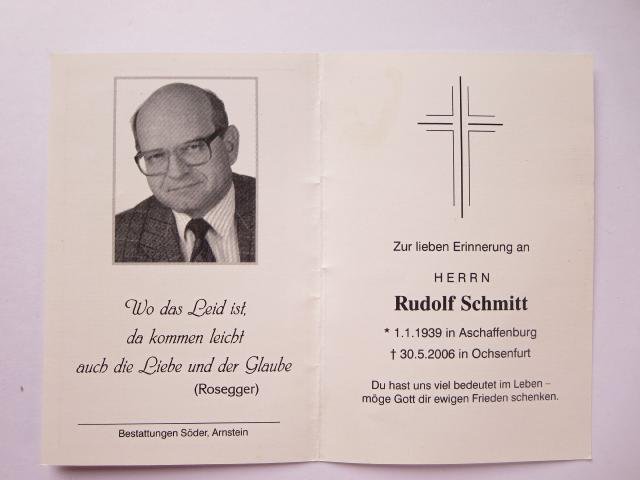 Wo das Leid ist,
da kommen leicht
auch die Liebe und der Glaube
(Rosegger)
Bestattungen Söder, Arnstein
Zur lieben Erinnerung an
HERRN
Rudolf Schmitt
* 1.1.1939 in Aschaffenburg
† 30.5.2006 in Ochsenfurt
Du hast uns viel bedeutet im Leben –
möge Gott dir ewigen Frieden schenken.